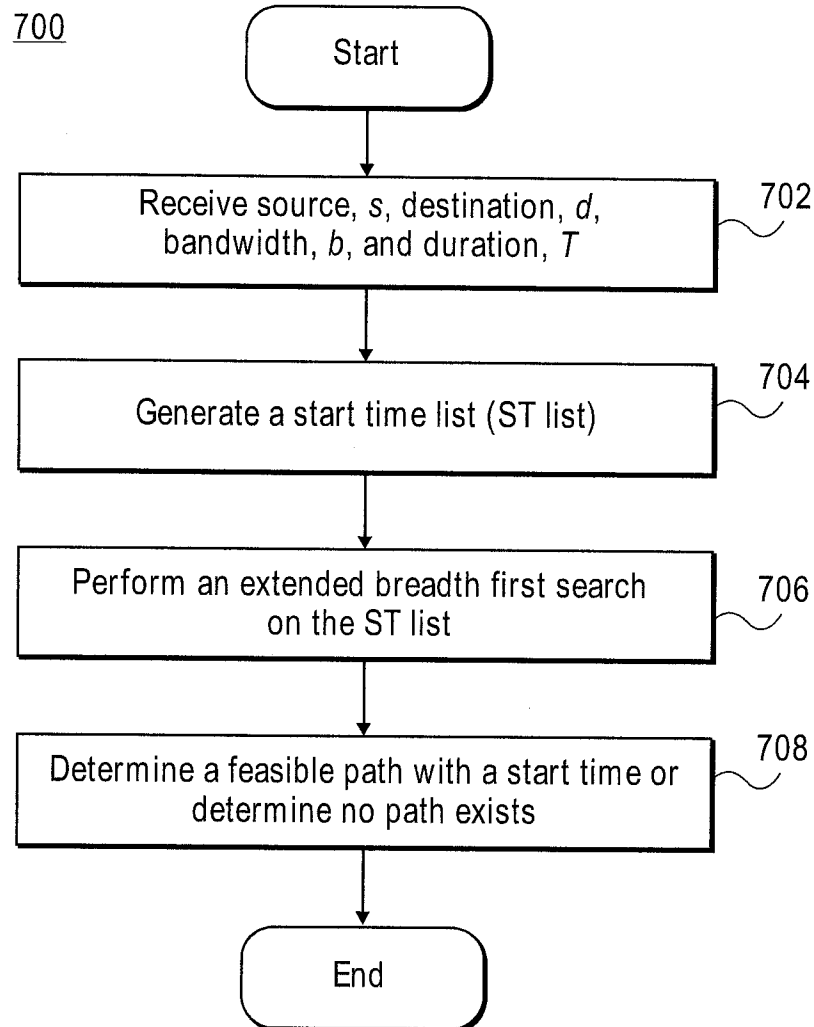 700
Start
Receive source, s, destination, d,
bandwidth, b, and duration, T
702
Generate a start time list (ST list)
704
Perform an extended breadth first search
on the ST list
706
Determine a feasible path with a start time or
determine no path exists
708
End